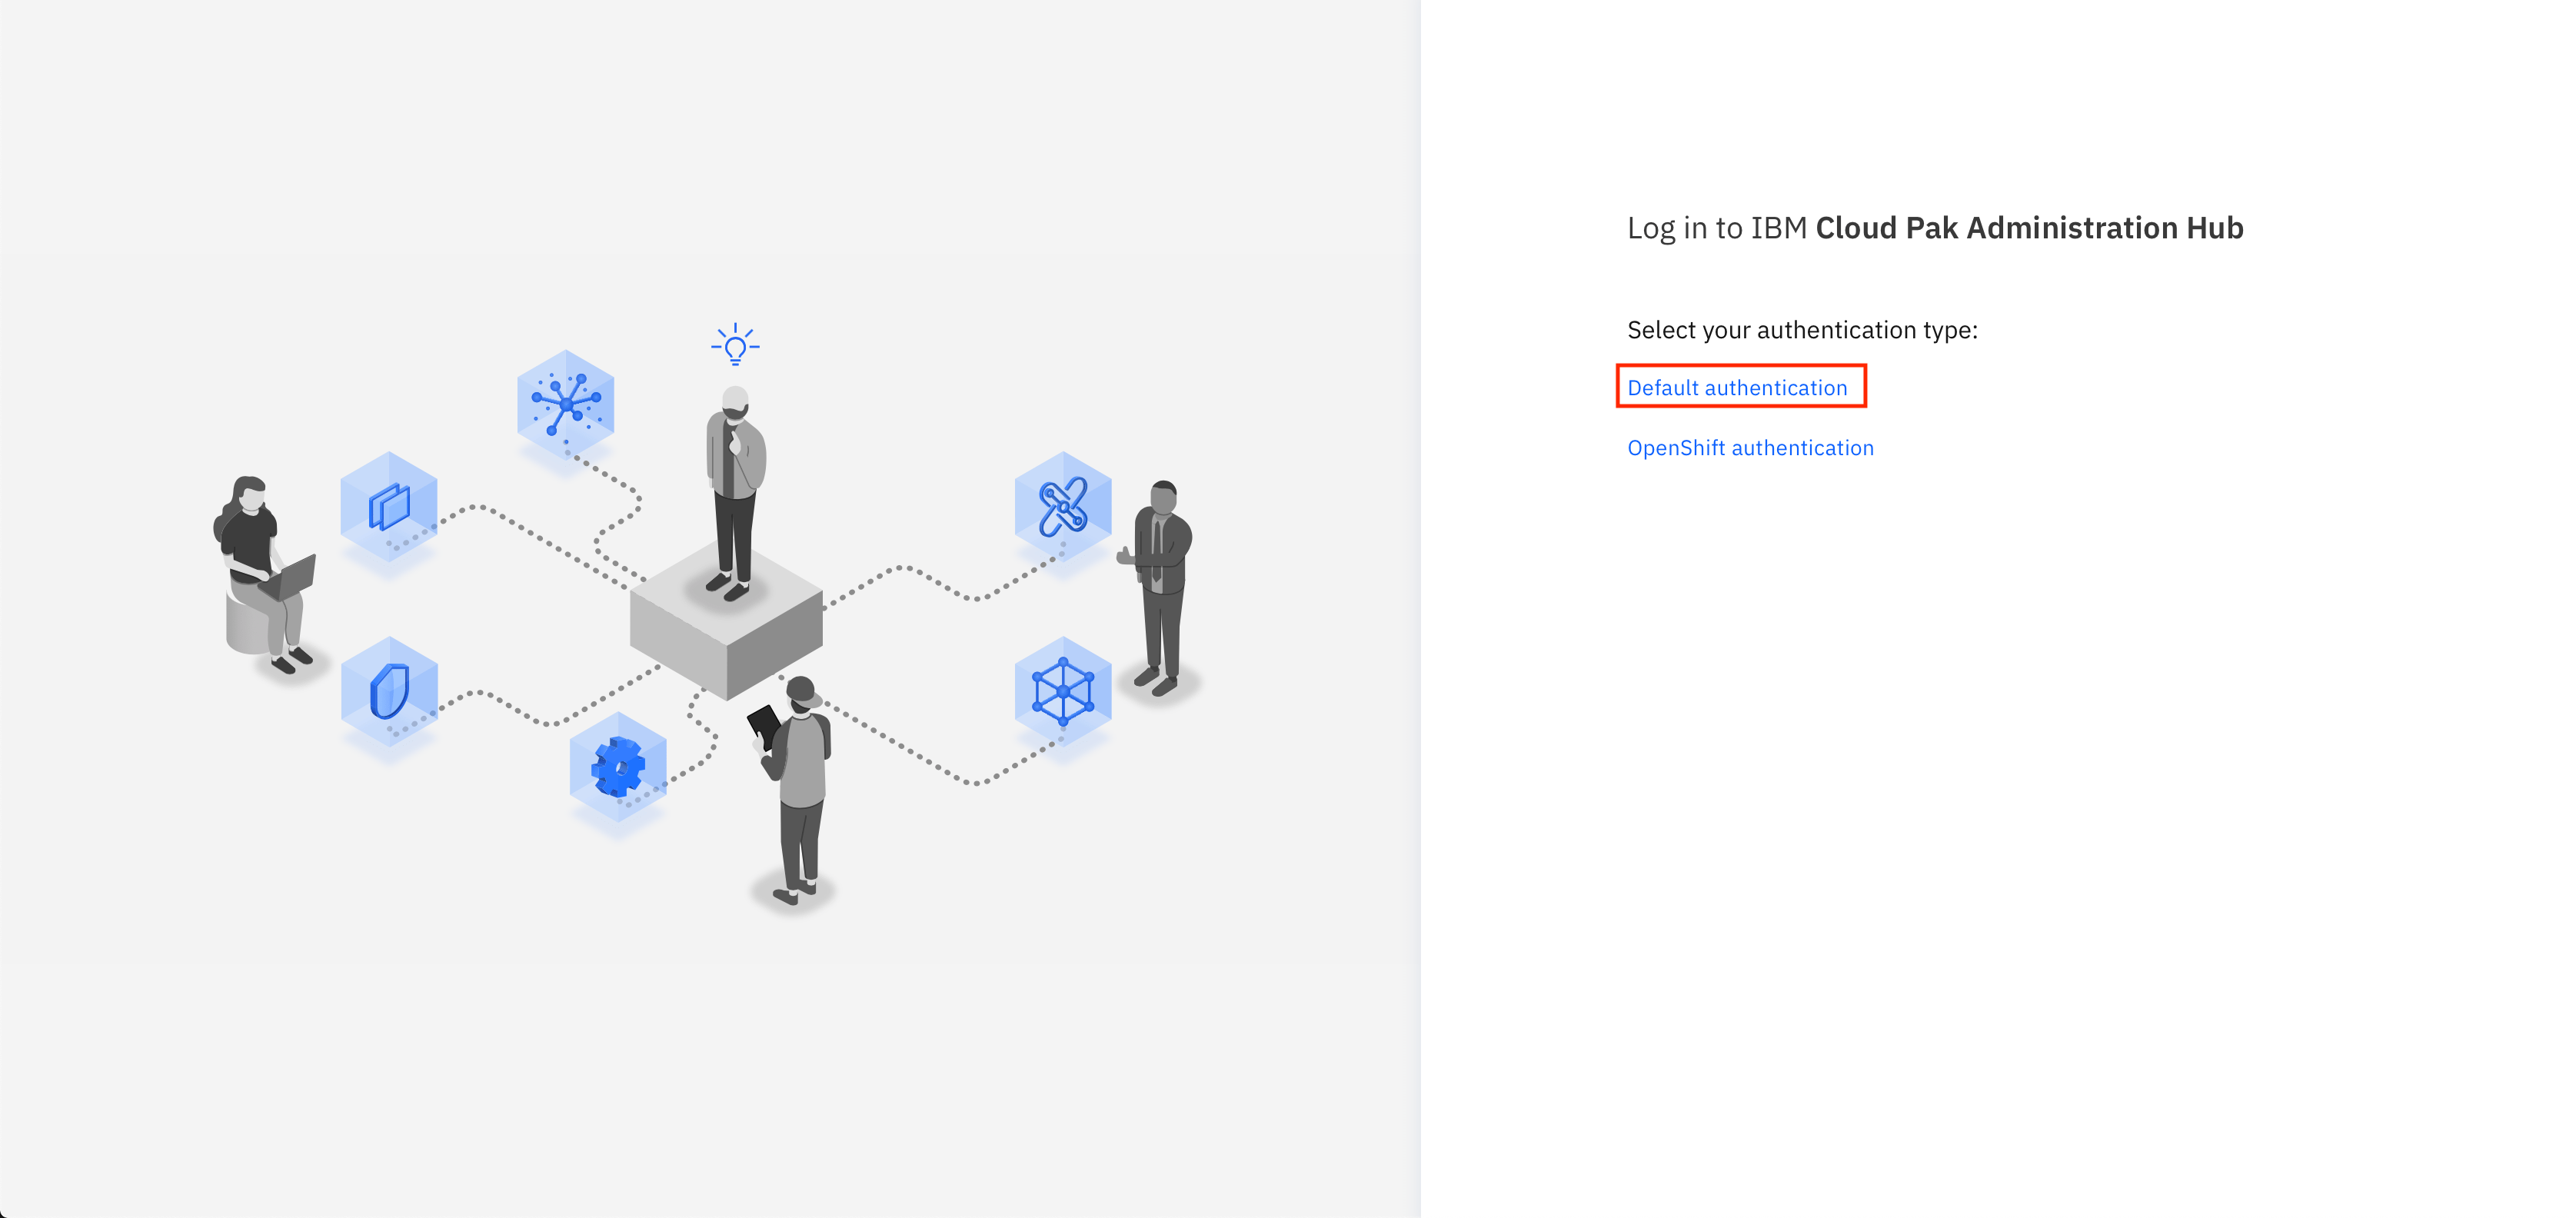 Log in to IBM Cloud Pak Administration Hub
Select your authentication type:
Default authentication
OpenShift authentication